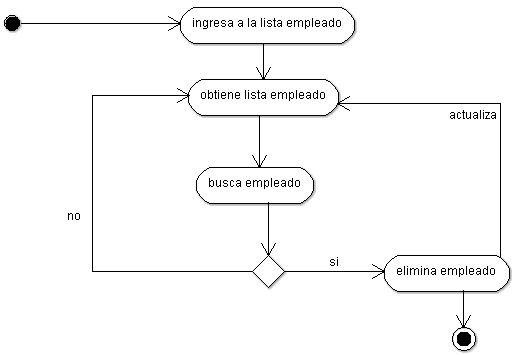 ingresa a la lista empleado
obtiene lista empleado
actualiza
busca empleado
no
si
elimina empleado